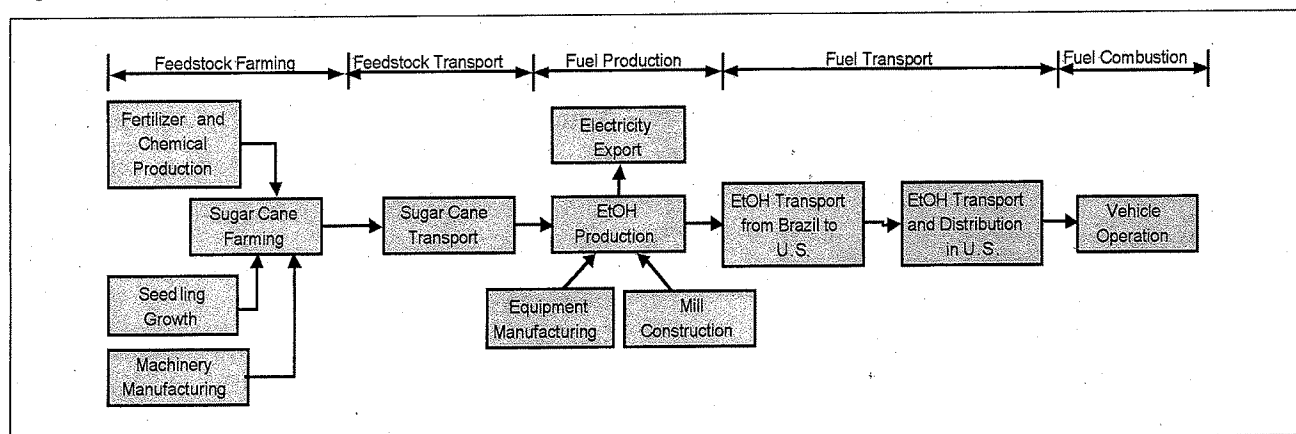 Feedstock Farming
Feedstock Transport
Fuel Production
Fuel Transport
Fuel Combustion
Fertilizer and
Chemical
Production
Electricity
Export
Sugar Cane
Farming
Sugar Cane
Transport
EtOH
Production
EtOH Transport
from Brazil to
U.S.
EtOH Transport
and Distribution
in U.S.
Vehicle
Operation
Seedling
Growth
Equipment
Manufacturing
Mill
Construction
Machinery
Manufacturing